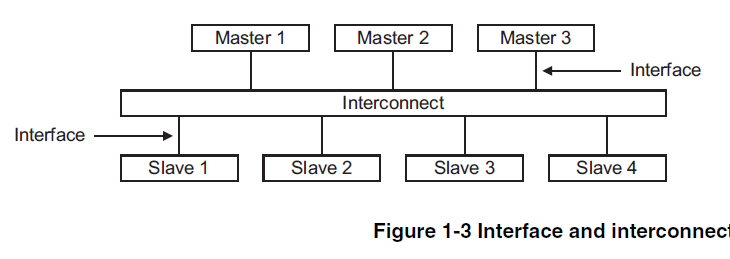 Master 1 Master 2 Master 3
Interface
Interconnect
Interface
Slave 1 Slave 2 Slave 3 Slave 4
Figure 1-3 Interface and interconnect